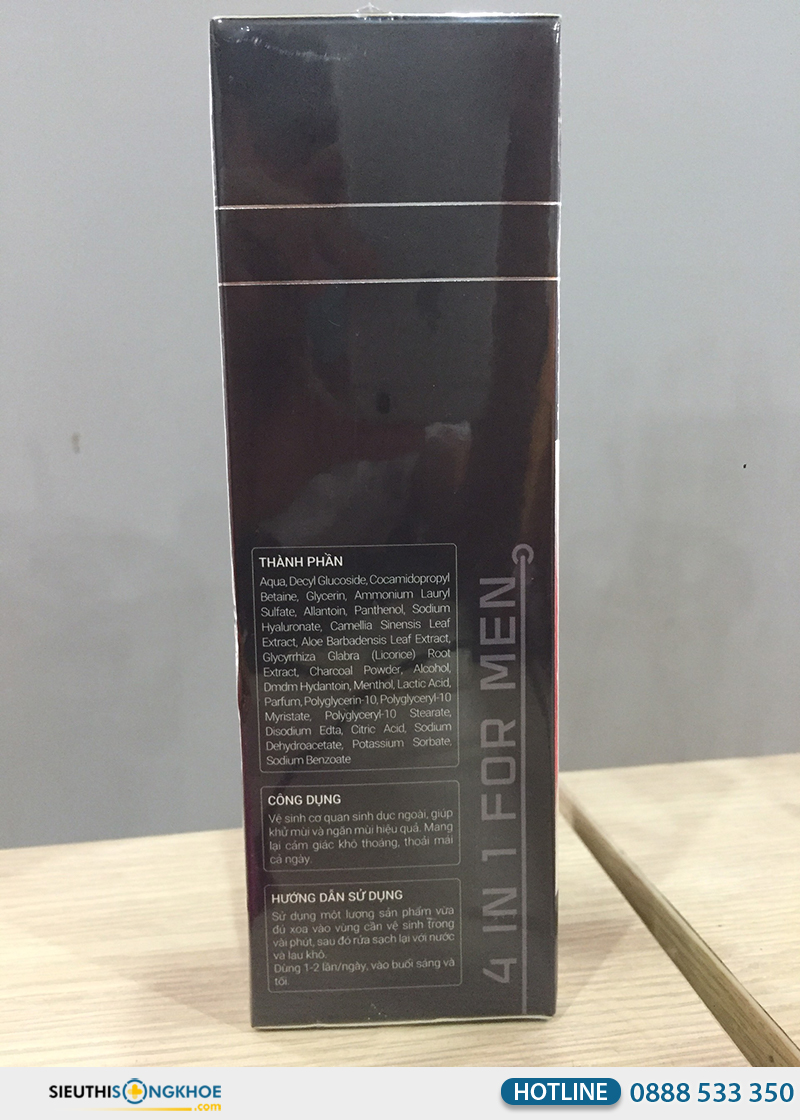 THÀNH PHẦN
Aqua, Decyl Glucoside, Cocamidopropyl
Betaine, Glycerin, Ammonium Lauryl
Sulfate, Allantoin, Panthenol, Sodium
Hyaluronate, Camellia Sinensis Leaf
Extract, Aloe Barbadensis Leaf Extract,
Glycyrrhiza Glabra (Licorice) Root
Extract, Charcoal Powder, Alcohol,
Dmdm Hydantoin, Menthol, Lactic Acid,
Parfum, Polyglycerin-10, Polyglyceryl-10
Myristate, Polyglyceryl-10 Stearate,
Disodium Edta, Citric Acid, Sodium
Dehydroacetate, Potassium Sorbate,
Sodium Benzoate
CÔNG DỤNG
Vệ sinh cơ quan sinh dục ngoài, giúp
khử mùi và ngăn mùi hiệu quả. Mang
lại cảm giác khô thoáng, thoải mái
cả ngày.
HƯỚNG DẪN SỬ DỤNG
Sử dụng một lượng sản phẩm vừa
đủ xoa vào vùng cần vệ sinh trong
vài phút, sau đó rửa sạch lại với nước
và lau khô.
Dùng 1-2 lần/ngày, vào buổi sáng và
tối.
4 IN 1 FOR MEN
SIEUTHISONGKHOE
.com
HOTLINE 0888 533 350